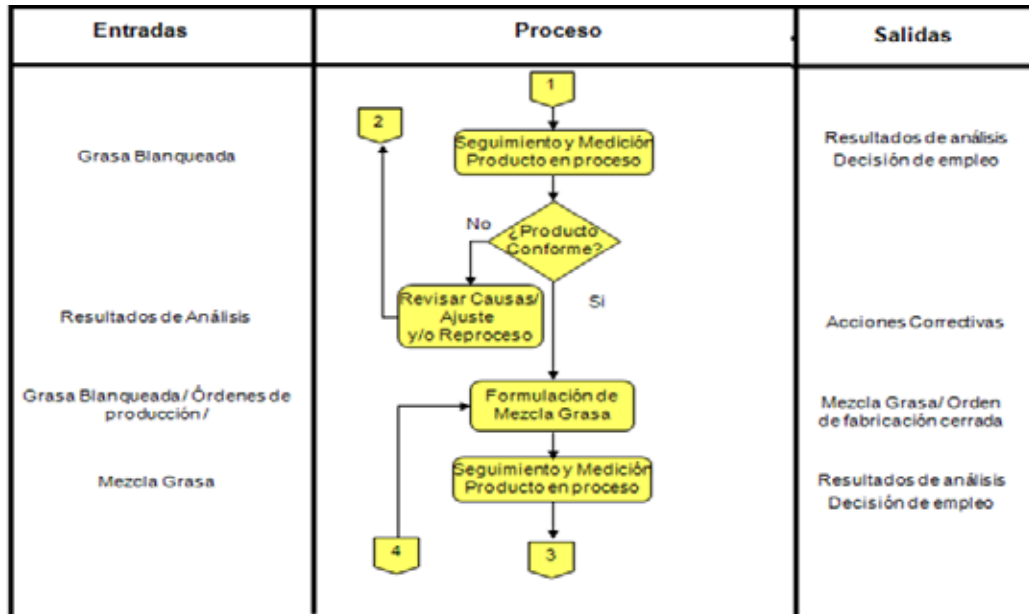 Entradas
Proceso
Salidas
1
2
Grasa Blanqueada
Seguimiento y Medición
Producto en proceso
Resultados de análisis
Decisión de empleo
No
¿Producto
Conforme?
Si
Resultados de Análisis
Revisar Causas/
Ajuste
y/o Reproceso
Acciones Correctivas
Grasa Blanqueada/ Órdenes de
producción/
Formulación de
Mezcla Grasa
Mezcla Grasa/ Orden
de fabricación cerrada
Mezcla Grasa
Seguimiento y Medición
Producto en proceso
Resultados de análisis
Decisión de empleo
4
3